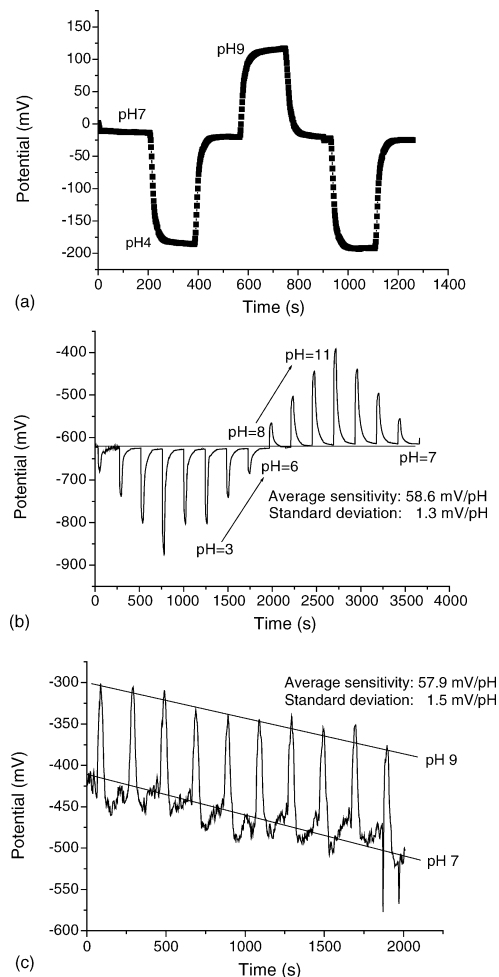 150
100
50
0
-50
-100
-150
-200
Potential (mV)
pH9
pH7
pH4
0 200 400 600 800 1000 1200 1400
(a)
Time (s)
-400
-500
-600
-700
-800
-900
Potential (mV)
pH=11
pH=8
pH=7
pH=6
Average sensitivity: 58.6 mV/pH
Standard deviation: 1.3 mV/pH
pH=3
0 500 1000 1500 2000 2500 3000 3500 4000
(b)
Time (s)
-300
-350
-400
-450
-500
-550
-600
Potential (mV)
Average sensitivity: 57.9 mV/pH
Standard deviation: 1.5 mV/pH
pH 9
pH 7
0 500 1000 1500 2000
(c)
Time (s)